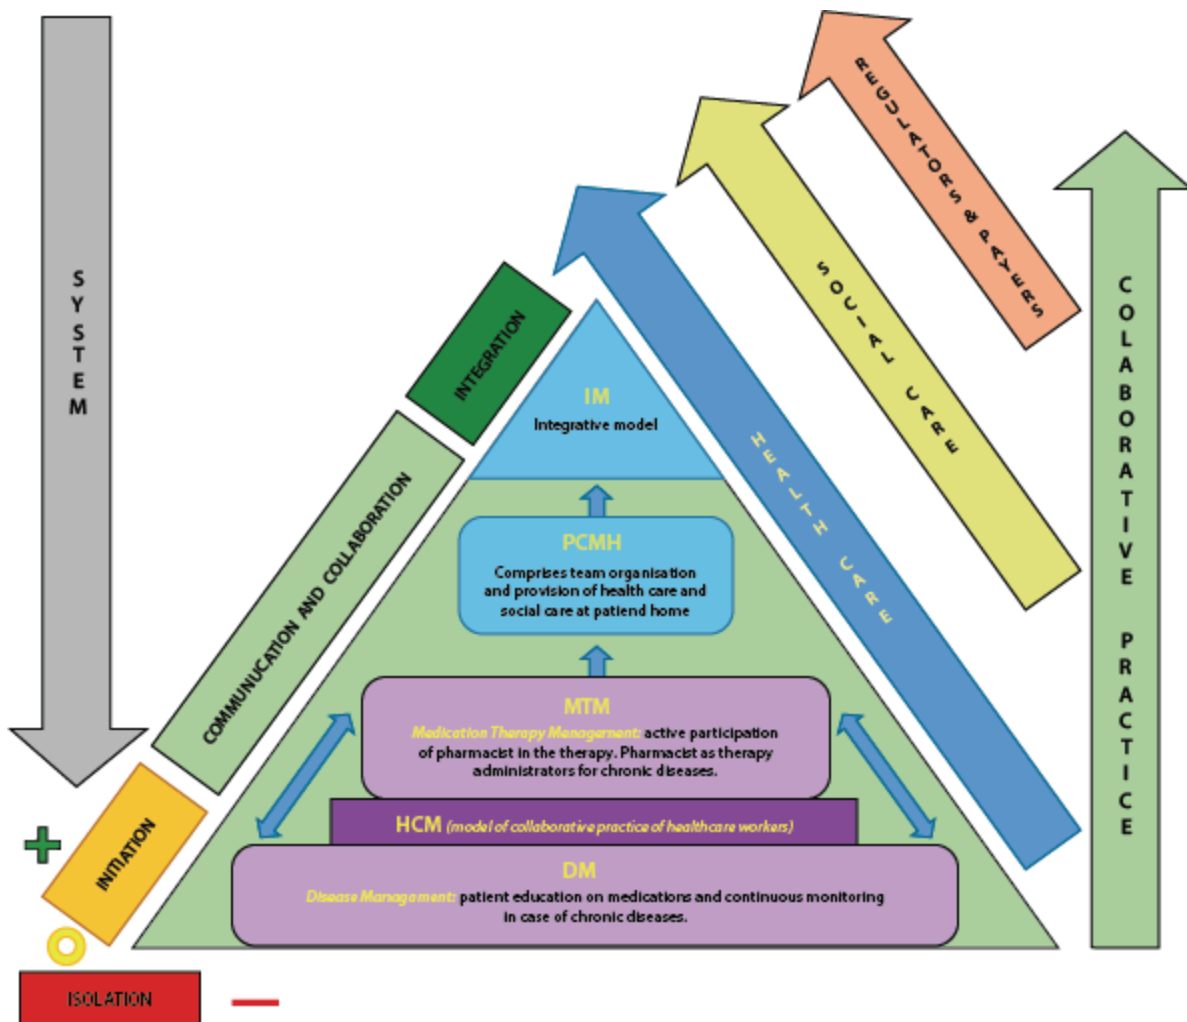 SYSTEM
REGULATORS & PAYERS
SOCIAL CARE
HEALTH CARE
COLABORATIVE PRACTICE
INTEGRATION
COMMUNUCATION AND COLLABORATION
INITIATION
ISOLATION
IM
Integrative model
PCMH
Comprises team organisation
and provision of health care and
social care at patiend home
MTM
Medication Therapy Menagement: active participation
of pharmacist in the therapy. Pharmacist as therapy
administrators for chronic diseases.
HCM (model of collaborative practice of healthcare workers)
DM
Disease Management: patient education on medications and continuous monitoring
in case of chronic diseases.